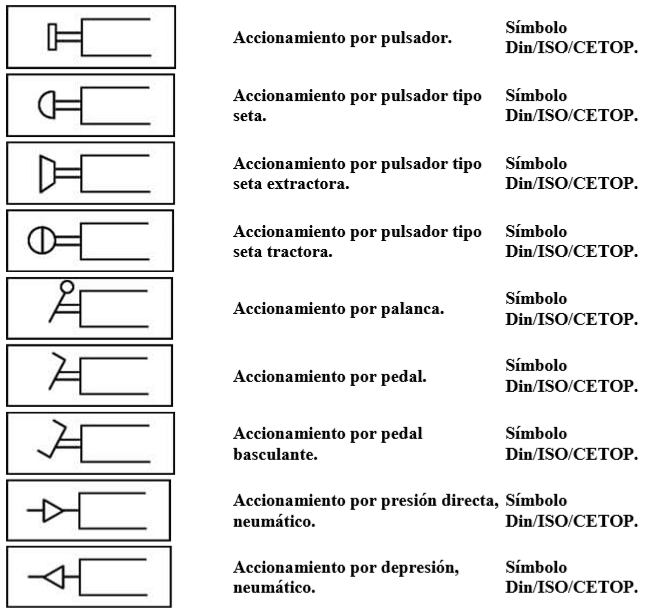 Accionamiento por pulsador.
Símbolo
Din/ISO/CETOP.
Accionamiento por pulsador tipo
seta.
Símbolo
Din/ISO/CETOP.
Accionamiento por pulsador tipo
seta extractora.
Símbolo
Din/ISO/CETOP.
Accionamiento por pulsador tipo
seta tractora.
Símbolo
Din/ISO/CETOP.
Accionamiento por palanca.
Símbolo
Din/ISO/CETOP.
Accionamiento por pedal.
Símbolo
Din/ISO/CETOP.
Accionamiento por pedal
basculante.
Símbolo
Din/ISO/CETOP.
Accionamiento por presión directa,
neumático.
Símbolo
Din/ISO/CETOP.
Accionamiento por depresión,
neumático.
Símbolo
Din/ISO/CETOP.